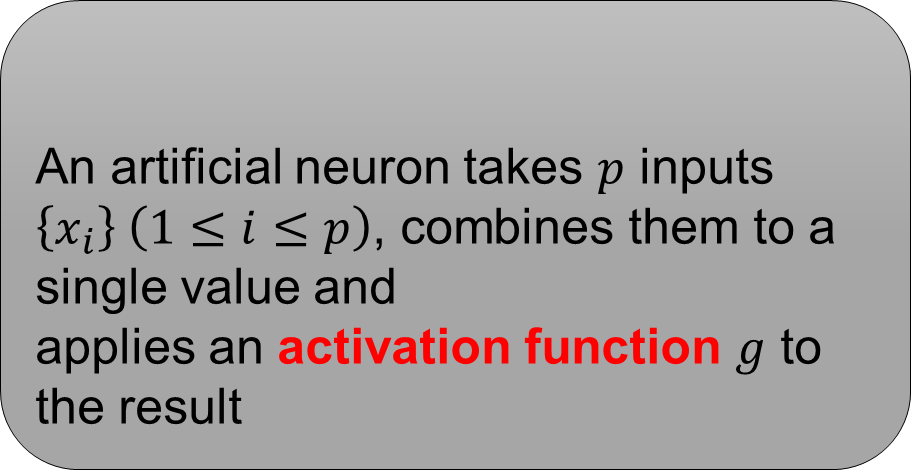 An artificial neuron takes 𝑝 inputs
{𝑥ᵢ} (1 ≤ 𝑖 ≤ 𝑝), combines them to a
single value and
applies an activation function 𝑔 to
the result